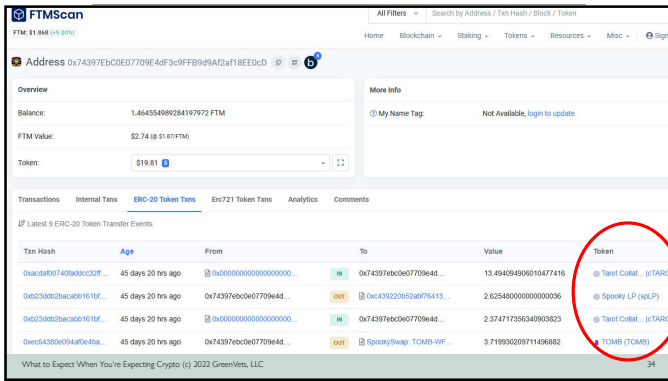 FTMScan
All Filters Search by Address / Txn Hash / Block / Token
FTM: $1.868 (+9.00%)
Home Blockchain Staking Tokens Resources Misc Sign
Address 0x74397EbC0E07709E4dF3c9FFB9d9Af2af18EE0cD
Overview
More Info
Balance: 1.464554989284197972 FTM
My Name Tag: Not Available, login to update
FTM Value: $2.74 (@ $1.87/FTM)
Token: $19.81
Transactions Internal Txns ERC-20 Token Txns Erc721 Token Txns Analytics Comments
Latest 9 ERC-20 Token Transfer Events
Txn Hash Age From To Value Token
0xacdaf00740faddcc32ff... 45 days 20 hrs ago 0x000000000000000000... IN 0x74397ebc0e07709e4d... 13.494094906010477416 Tarot Collat... (cTARO
0xb23ddb2bacabb161bf... 45 days 20 hrs ago 0x74397ebc0e07709e4d... OUT 0xc439220b52abf76413... 2.625480000000000036 Spooky LP (spLP)
0xb23ddb2bacabb161bf... 45 days 20 hrs ago 0x000000000000000000... IN 0x74397ebc0e07709e4d... 2.374717356340903823 Tarot Collat... (cTARO
0xec64380e094af0e4ba... 45 days 20 hrs ago 0x74397ebc0e07709e4d... OUT SpookySwap: TOMB-WF... 3.719930209711496882 TOMB (TOMB)
What to Expect When You're Expecting Crypto (c) 2022 GreenVets, LLC 34